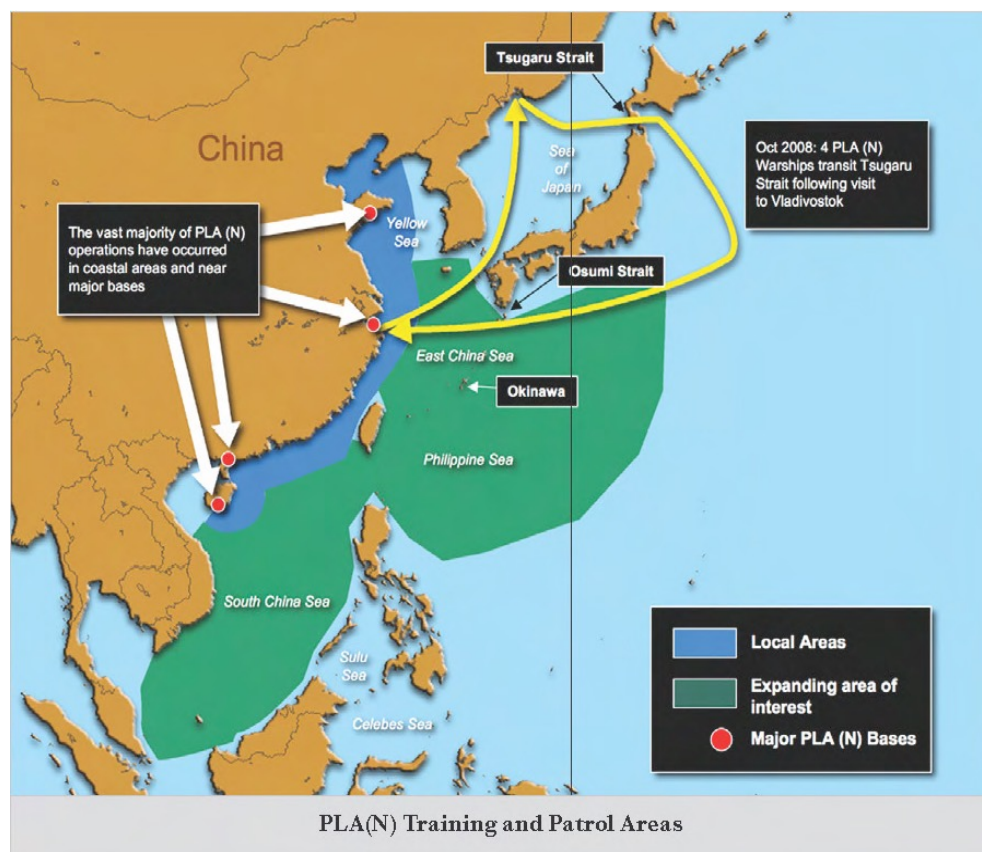 Tsugaru Strait
China
Sea
of
Japan
Oct 2008: 4 PLA (N)
Warships transit Tsugaru
Strait following visit
to Vladivostok
The vast majority of PLA (N)
operations have occurred
in coastal areas and near
major bases
Yellow
Sea
Osumi Strait
East China Sea
Okinawa
Philippine Sea
South China Sea
Sulu
Sea
Celebes Sea
Local Areas
Expanding area of
interest
Major PLA (N) Bases
PLA(N) Training and Patrol Areas